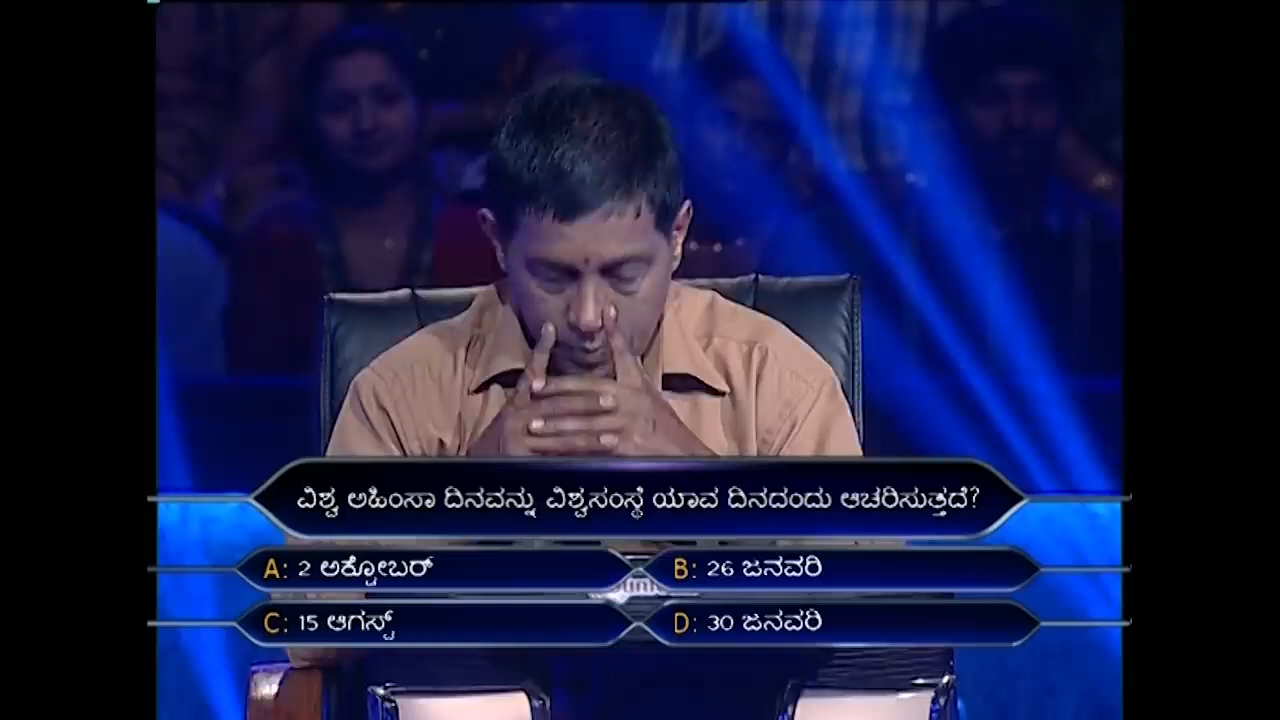 ವಿಶ್ವ ಅಹಿಂಸಾ ದಿನವನ್ನು ವಿಶ್ವಸಂಸ್ಥೆ ಯಾವ ದಿನದಂದು ಆಚರಿಸುತ್ತದೆ?
A: 2 ಅಕ್ಟೋಬರ್
B: 26 ಜನವರಿ
C: 15 ಆಗಸ್ಟ್
D: 30 ಜನವರಿ